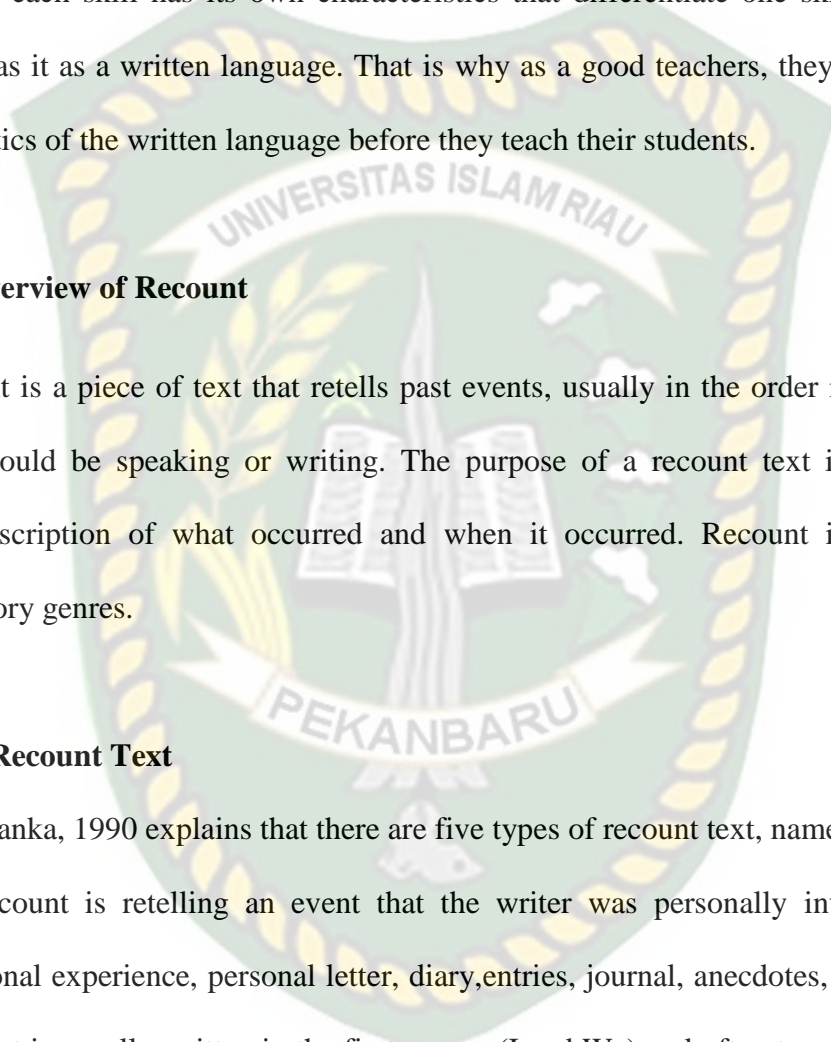 each skill has its own characteristics that differentiate one
as it as a written language. That is why as a good teachers, they
tics of the written language before they teach their students.
UNIVERSITAS ISLAM RIAU
verview of Recount
t is a piece of text that retells past events, usually in the order
ould be speaking or writing. The purpose of a recount text
scription of what occurred and when it occurred. Recount
ory genres.
PEKANBARU
Recount Text
anka, 1990 explains that there are five types of recount text,
count is retelling an event that the writer was personally
onal experience, personal letter, diary,entries, journal, anecdotes,
written in the first